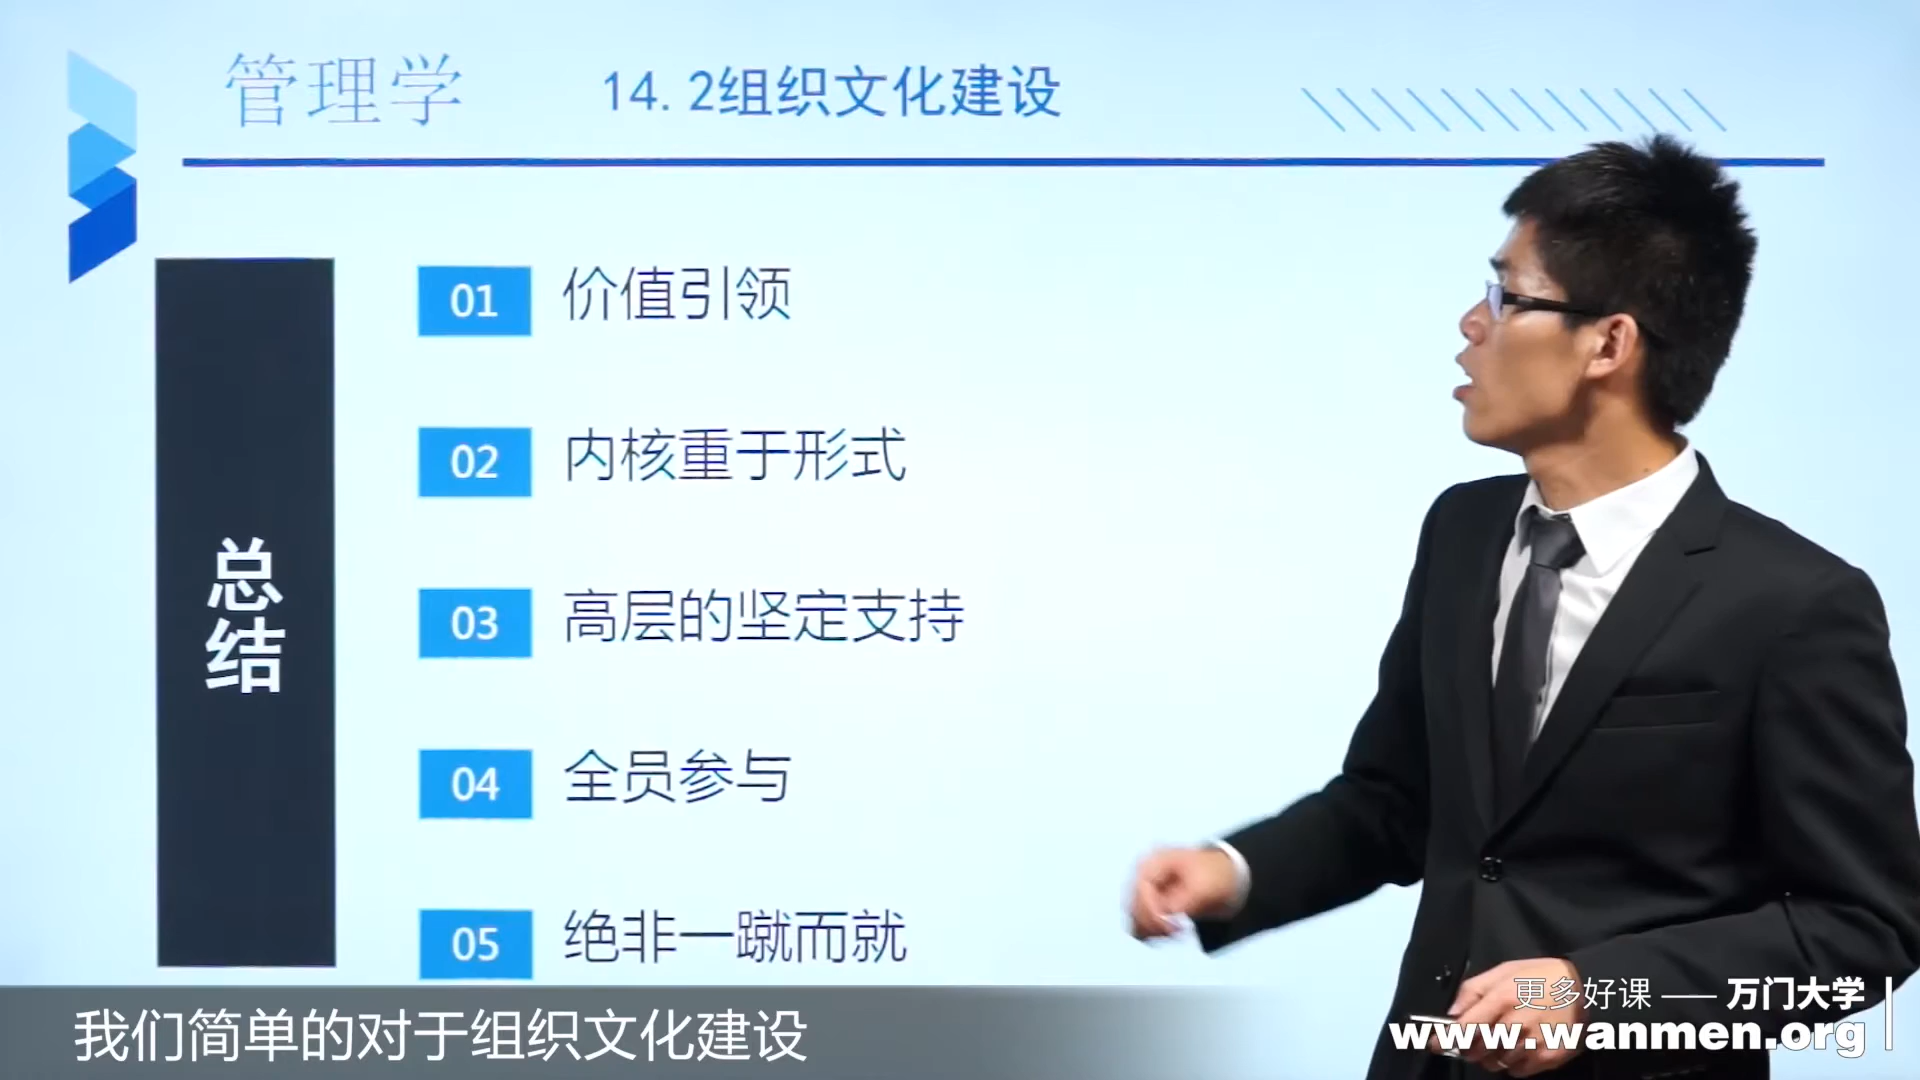 管理学
14.2组织文化建设
总结
01 价值引领
02 内核重于形式
03 高层的坚定支持
04 全员参与
05 绝非一蹴而就
我们简单的对于组织文化建设
更多好课 —— 万门大学
www.wanmen.org